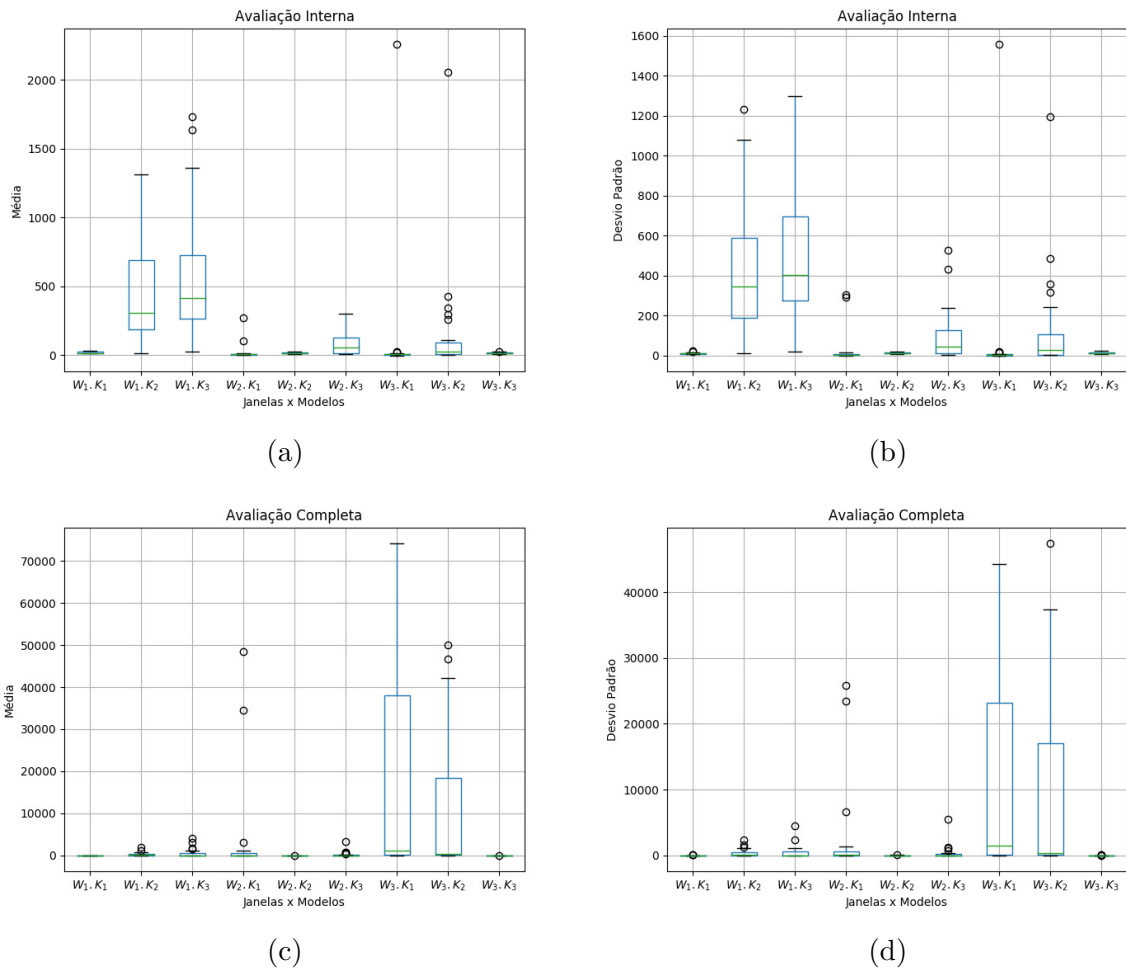 Avaliação Interna
Média
2000
1500
1000
500
0
W₁.K₁ W₁.K₂ W₁.K₃ W₂.K₁ W₂.K₂ W₂.K₃ W₃.K₁ W₃.K₂ W₃.K₃
Janelas x Modelos
(a)
Avaliação Interna
Desvio Padrão
1600
1400
1200
1000
800
600
400
200
0
W₁.K₁ W₁.K₂ W₁.K₃ W₂.K₁ W₂.K₂ W₂.K₃ W₃.K₁ W₃.K₂ W₃.K₃
Janelas x Modelos
(b)
Avaliação Completa
Média
70000
60000
50000
40000
30000
20000
10000
0
W₁.K₁ W₁.K₂ W₁.K₃ W₂.K₁ W₂.K₂ W₂.K₃ W₃.K₁ W₃.K₂ W₃.K₃
Janelas x Modelos
(c)
Avaliação Completa
Desvio Padrão
40000
30000
20000
10000
0
W₁.K₁ W₁.K₂ W₁.K₃ W₂.K₁ W₂.K₂ W₂.K₃ W₃.K₁ W₃.K₂ W₃.K₃
Janelas x Modelos
(d)